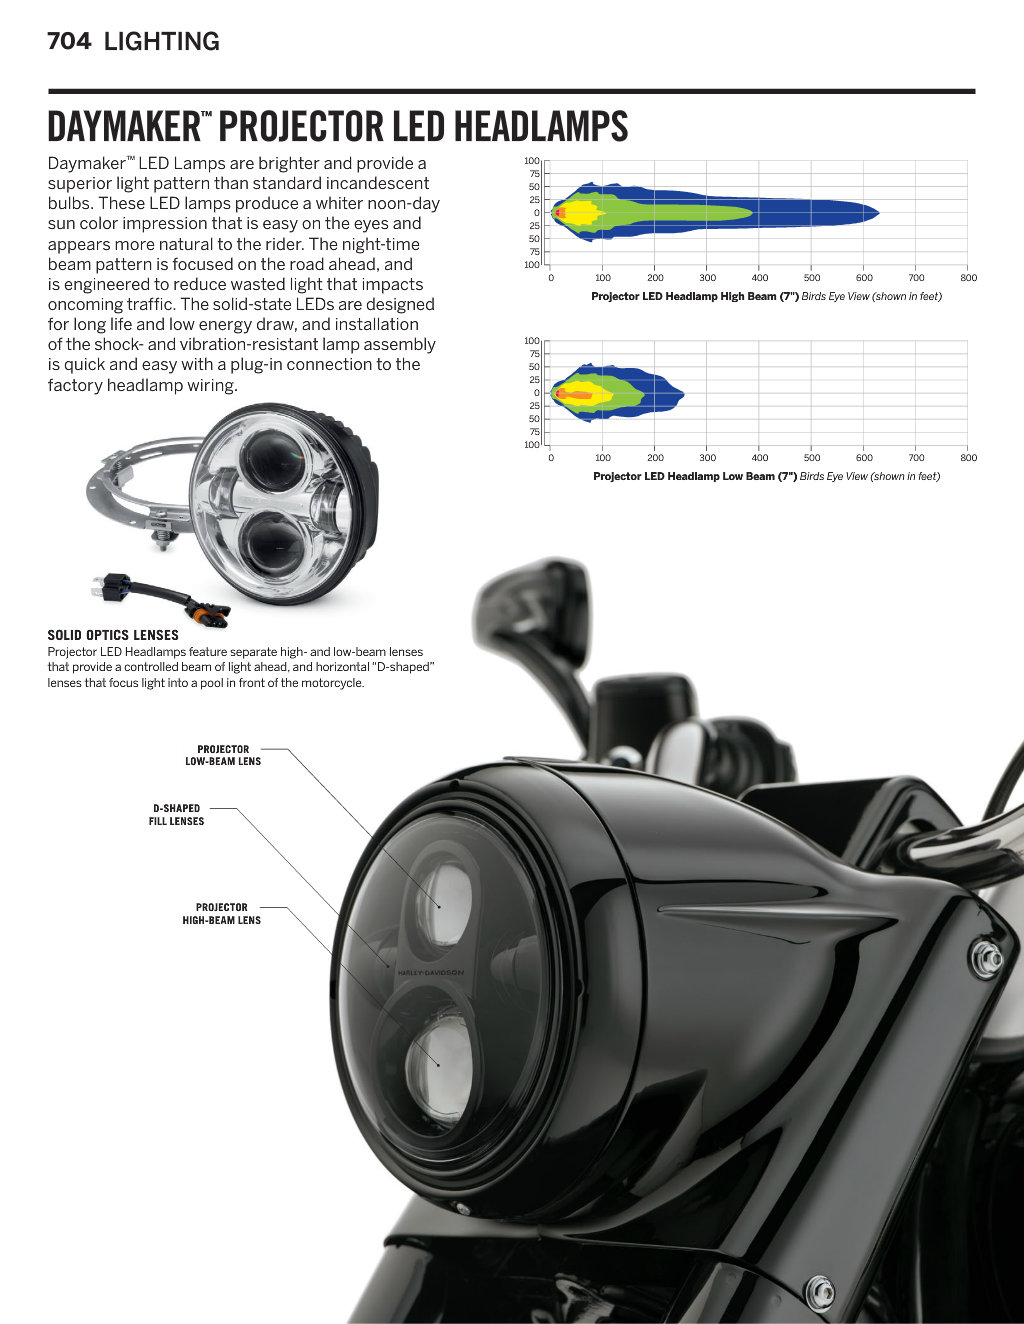 704 LIGHTING
DAYMAKER™ PROJECTOR LED HEADLAMPS
Daymaker™ LED Lamps are brighter and provide a
superior light pattern than standard incandescent
bulbs. These LED lamps produce a whiter noon-day
sun color impression that is easy on the eyes and
appears more natural to the rider. The night-time
beam pattern is focused on the road ahead, and
is engineered to reduce wasted light that impacts
oncoming traffic. The solid-state LEDs are designed
for long life and low energy draw, and installation
of the shock- and vibration-resistant lamp assembly
is quick and easy with a plug-in connection to the
factory headlamp wiring.
100
75
50
25
0
25
50
75
100
0 100 200 300 400 500 600 700 800
Projector LED Headlamp High Beam (7") Birds Eye View (shown in feet)
100
75
50
25
0
25
50
75
100
0 100 200 300 400 500 600 700 800
Projector LED Headlamp Low Beam (7") Birds Eye View (shown in feet)
SOLID OPTICS LENSES
Projector LED Headlamps feature separate high- and low-beam lenses
that provide a controlled beam of light ahead, and horizontal “D-shaped”
lenses that focus light into a pool in front of the motorcycle.
PROJECTOR
LOW-BEAM LENS
D-SHAPED
FILL LENSES
PROJECTOR
HIGH-BEAM LENS
HARLEY-DAVIDSON